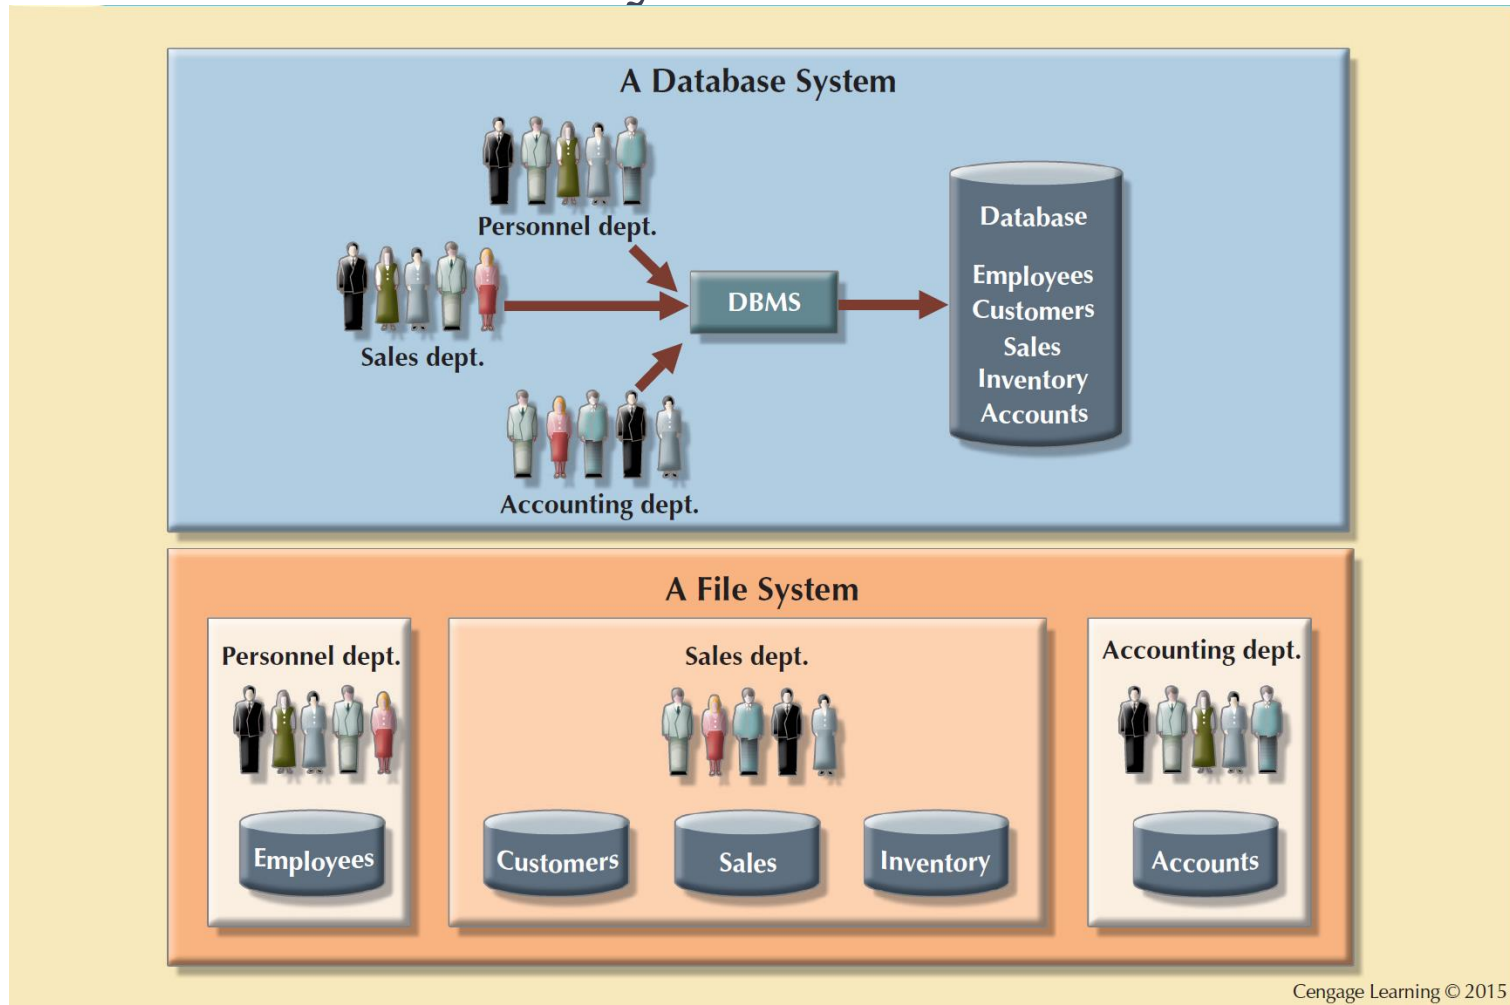 A Database System
Personnel dept.
Sales dept.
Accounting dept.
DBMS
Database
Employees
Customers
Sales
Inventory
Accounts
A File System
Personnel dept.
Employees
Sales dept.
Customers
Sales
Inventory
Accounting dept.
Accounts
Cengage Learning © 2015